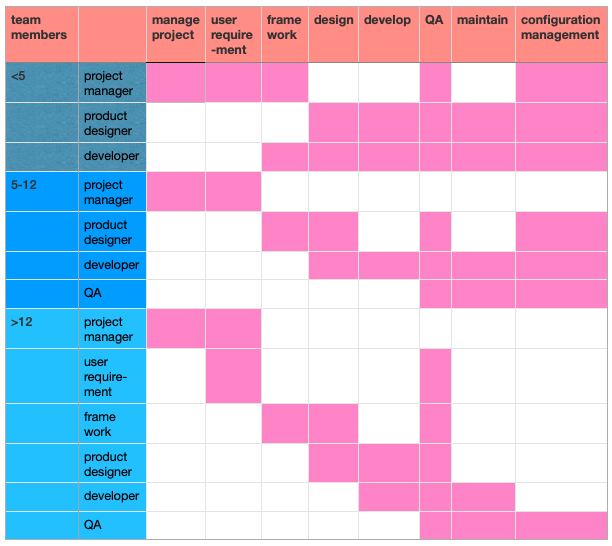 team members
manage project
user require-ment
frame work
design
develop
QA
maintain
configuration management
<5
project manager
product designer
developer
5-12
project manager
product designer
developer
QA
>12
project manager
user require-ment
frame work
product designer
developer
QA